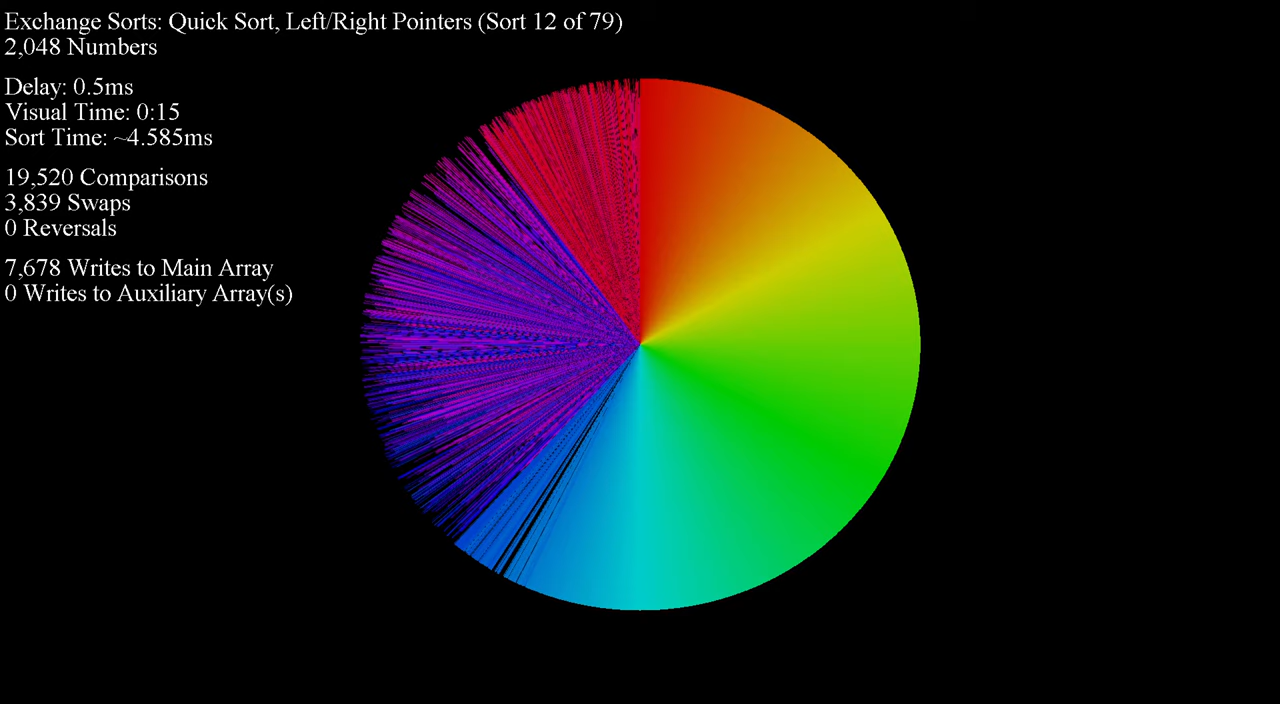 Exchange Sorts: Quick Sort, Left/Right Pointers (Sort 12 of 79)
2,048 Numbers
Delay: 0.5ms
Visual Time: 0:15
Sort Time: ~4.585ms
19,520 Comparisons
3,839 Swaps
0 Reversals
7,678 Writes to Main Array
0 Writes to Auxiliary Array(s)